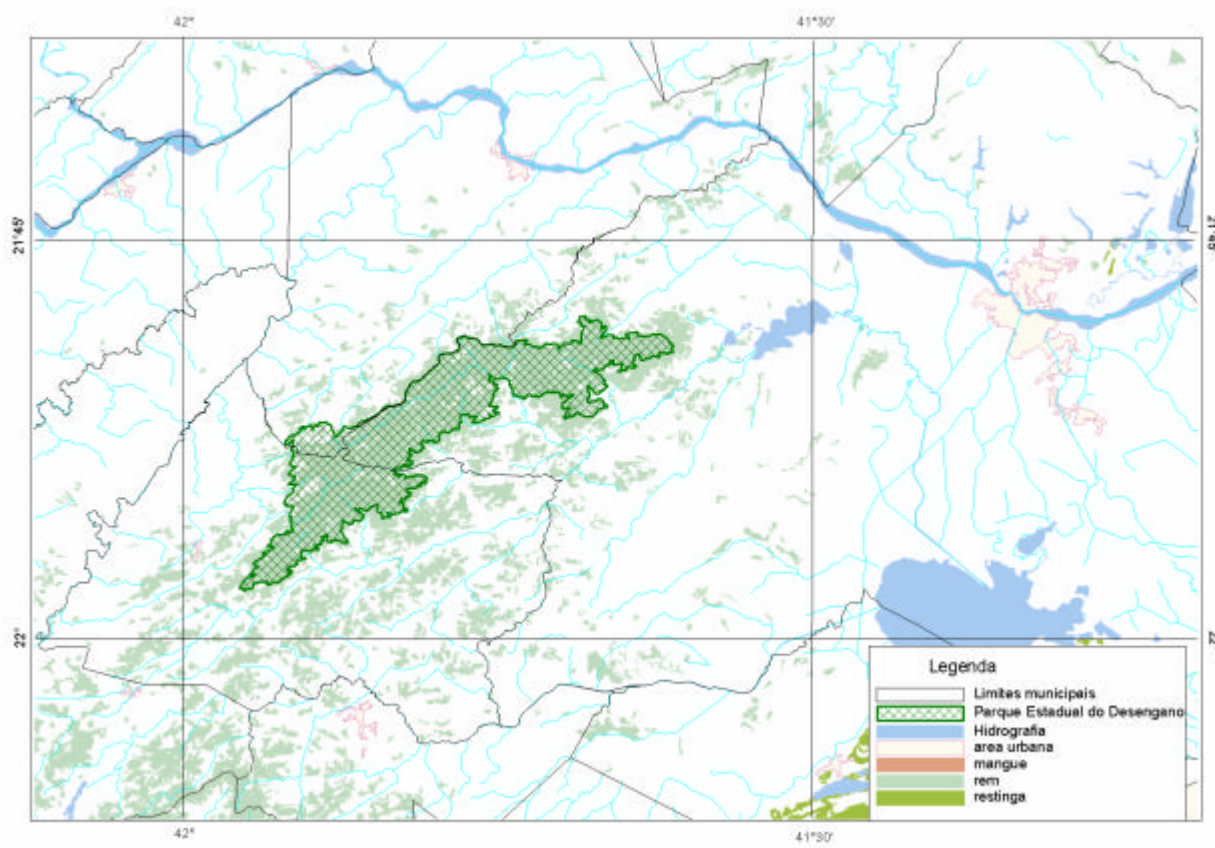 42°
41°30'
21°45'
22°
22
Legenda
Limites municipais
Parque Estadual do Desengano
Hidrografia
area urbana
mangue
rem
restinga
42°
41°30'